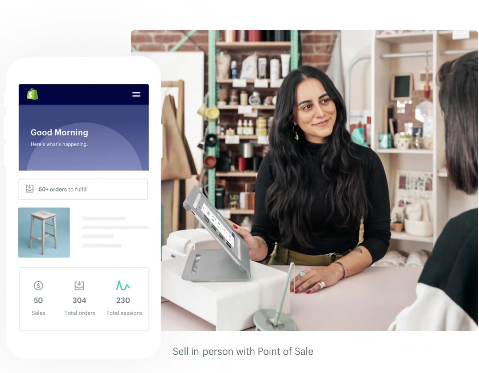 Good Morning
Here's what's happening.
50+ orders to fulfill
50
304
230
Sales
Total orders
Total sessions
Sell in person with Point of Sale